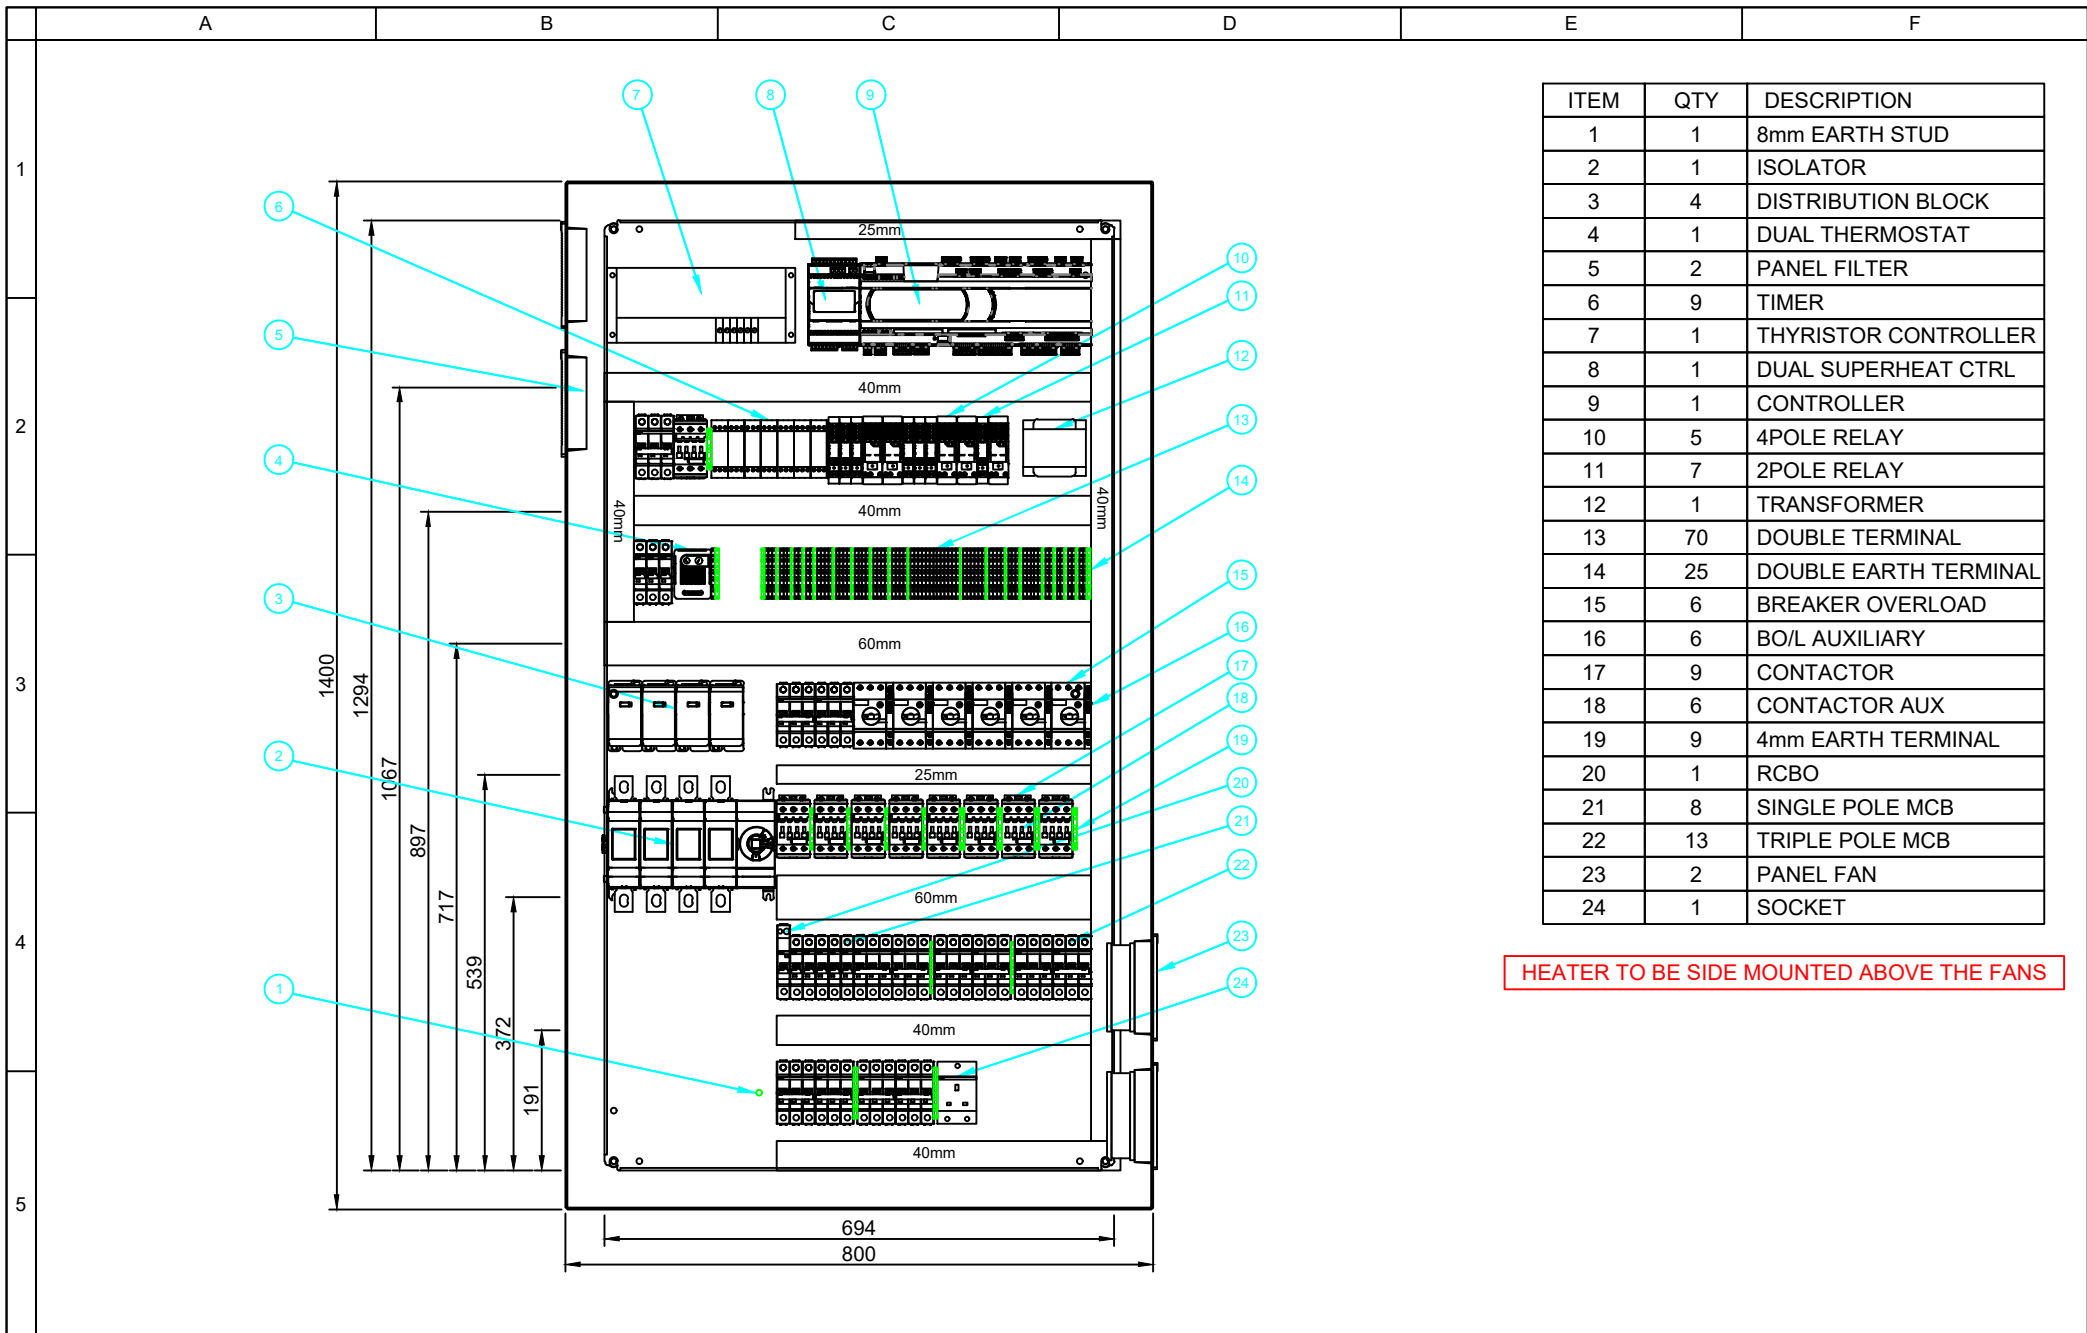 A B C D E F
1
2
3
4
5
7 8 9
6
5
4
3
2
1
10
11
12
13
14
15
16
17
18
19
20
21
22
23
24
25mm
40mm
40mm
40mm
40mm
60mm
25mm
60mm
40mm
40mm
1400
1294
1067
897
717
539
372
191
694
800
ITEM QTY DESCRIPTION
1 1 8mm EARTH STUD
2 1 ISOLATOR
3 4 DISTRIBUTION BLOCK
4 1 DUAL THERMOSTAT
5 2 PANEL FILTER
6 9 TIMER
7 1 THYRISTOR CONTROLLER
8 1 DUAL SUPERHEAT CTRL
9 1 CONTROLLER
10 5 4POLE RELAY
11 7 2POLE RELAY
12 1 TRANSFORMER
13 70 DOUBLE TERMINAL
14 25 DOUBLE EARTH TERMINAL
15 6 BREAKER OVERLOAD
16 6 BO/L AUXILIARY
17 9 CONTACTOR
18 6 CONTACTOR AUX
19 9 4mm EARTH TERMINAL
20 1 RCBO
21 8 SINGLE POLE MCB
22 13 TRIPLE POLE MCB
23 2 PANEL FAN
24 1 SOCKET
HEATER TO BE SIDE MOUNTED ABOVE THE FANS